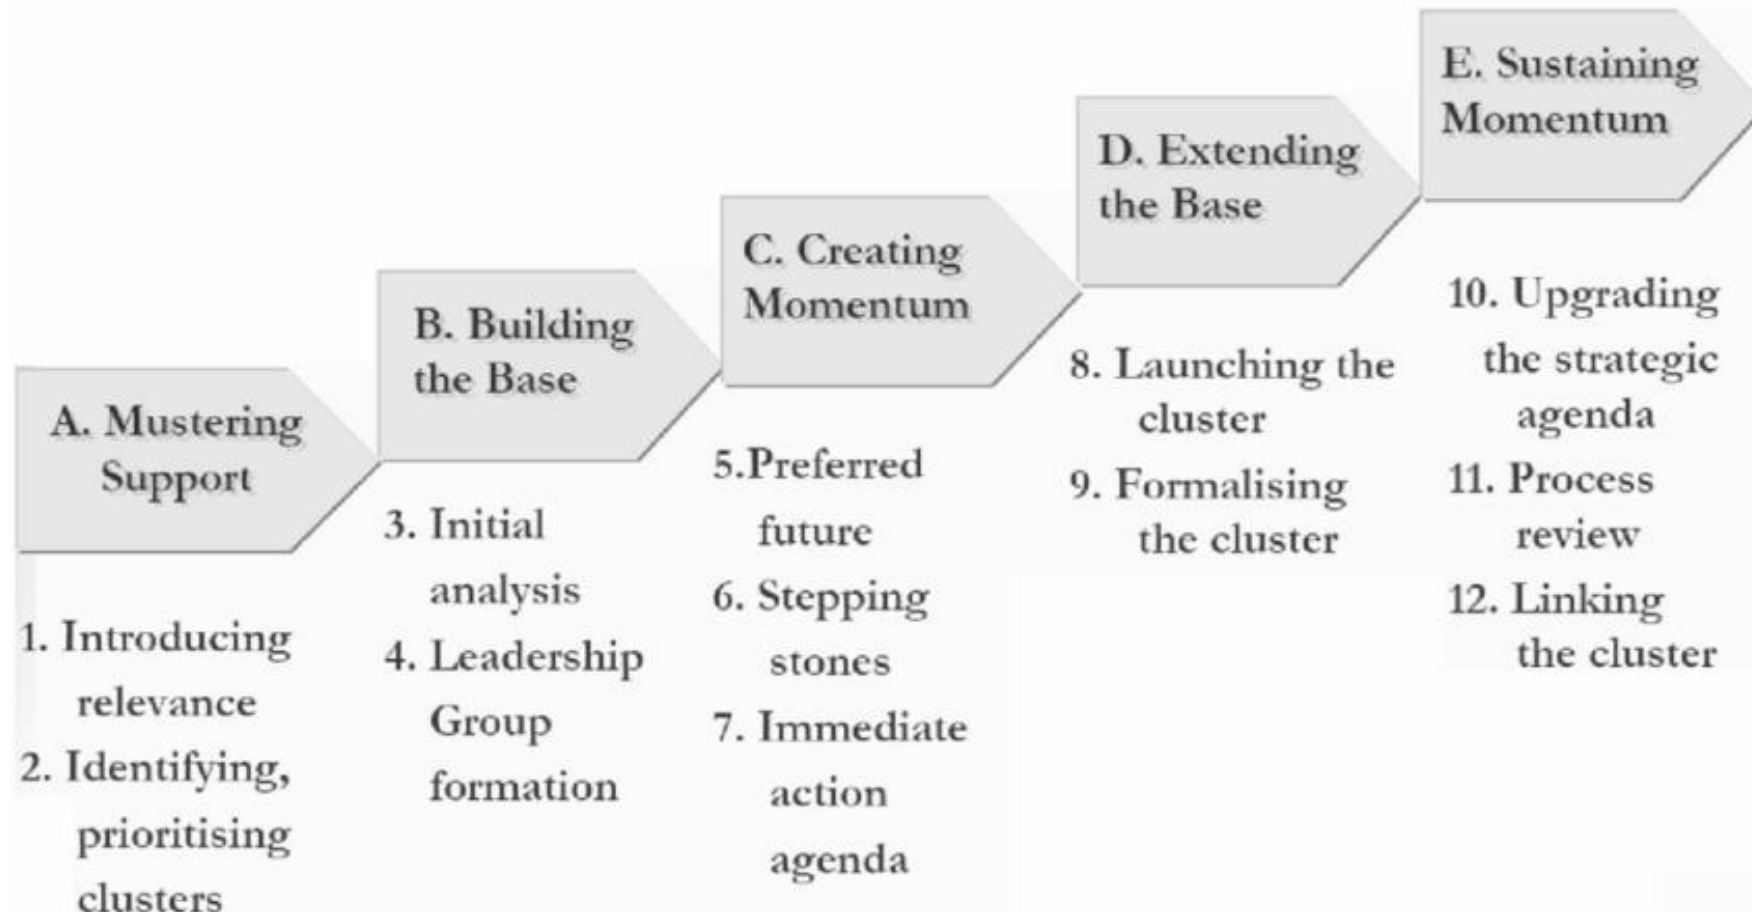 A. Mustering
Support
1. Introducing
relevance
2. Identifying,
prioritising
clusters
B. Building
the Base
3. Initial
analysis
4. Leadership
Group
formation
C. Creating
Momentum
5.Preferred
future
6. Stepping
stones
7. Immediate
action
agenda
D. Extending
the Base
8. Launching the
cluster
9. Formalising
the cluster
E. Sustaining
Momentum
10. Upgrading
the strategic
agenda
11. Process
review
12. Linking
the cluster